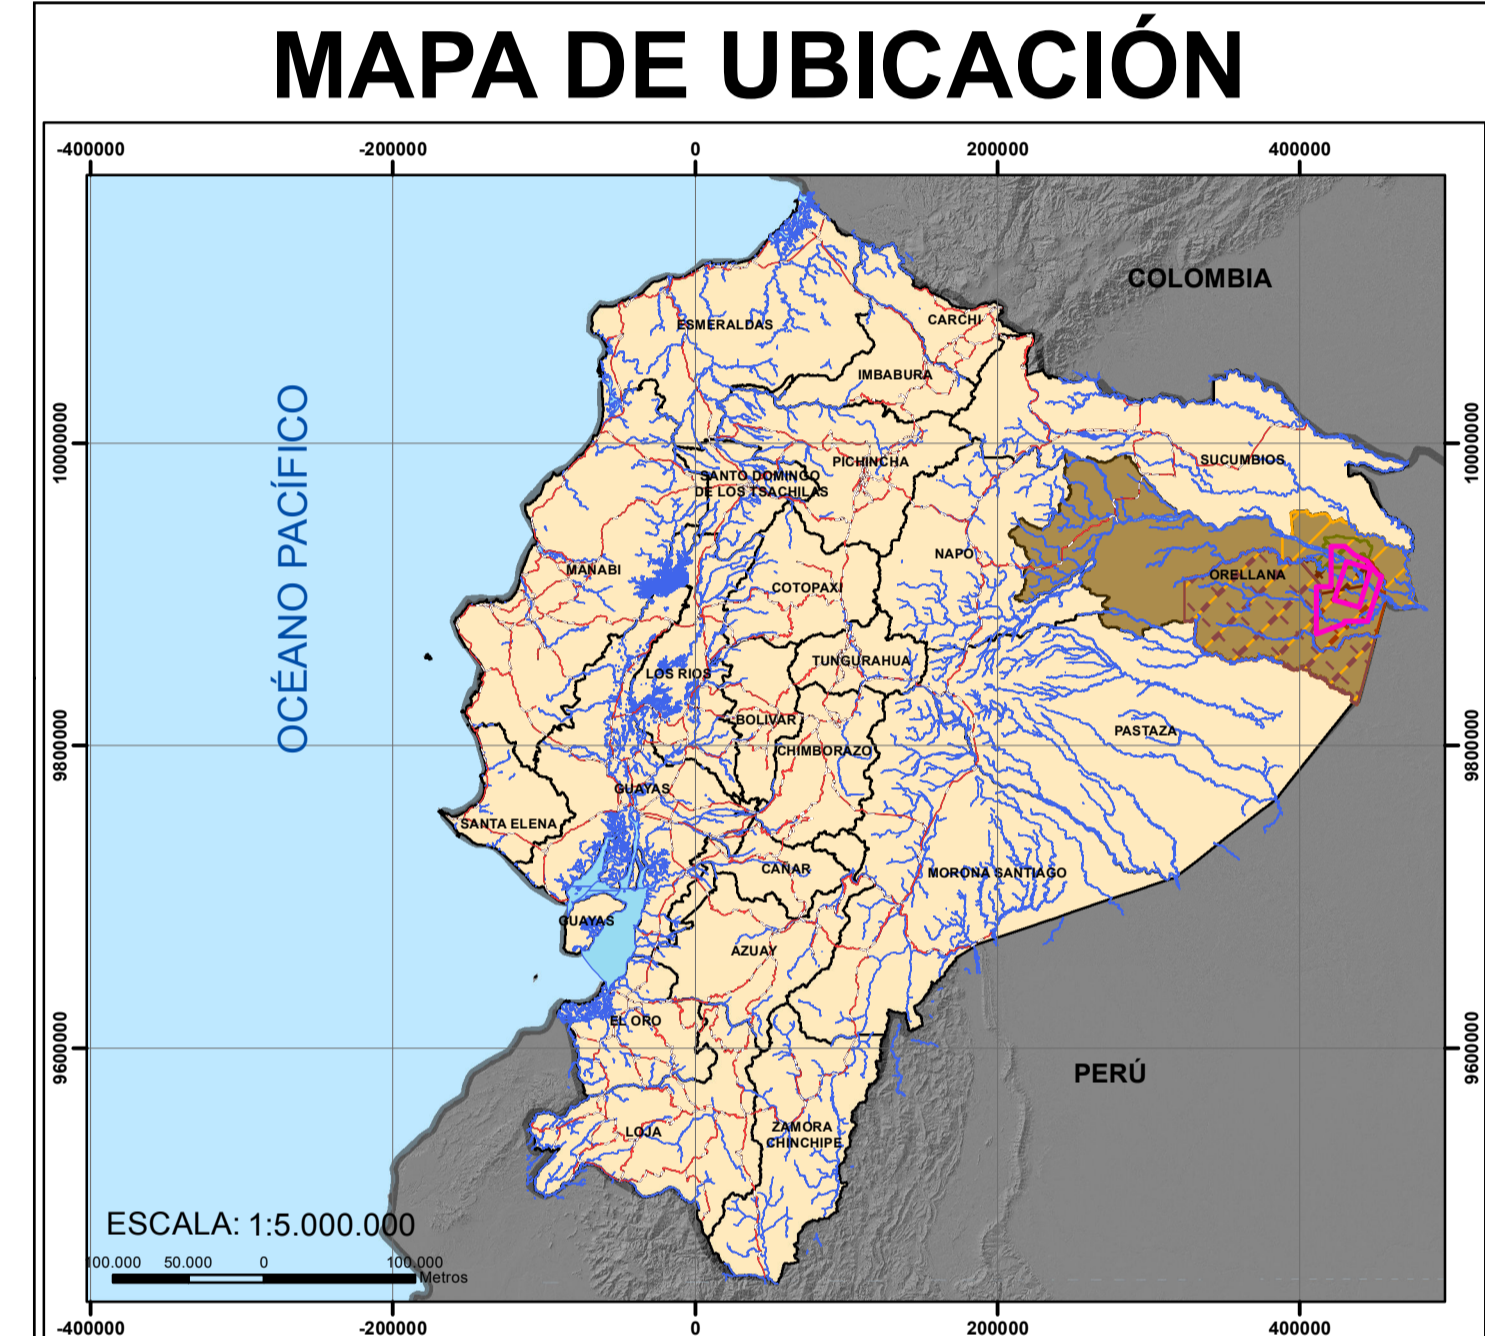 MAPA DE UBICACIÓN
-400000
-200000
0
200000
400000
COLOMBIA
CARCHI
ESMERALDAS
IMBABURA
OCÉANO PACÍFICO
10000000
10000000
PICHINCHA
SUCUMBIOS
SANTO DOMINGO
DE LOS TSACHILAS
NAPO
MANABI
ORELLANA
COTOPAXI
TUNGURAHUA
LOS RIOS
BOLIVAR
PASTAZA
9800000
9800000
CHIMBORAZO
GUAYAS
SANTA ELENA
CAÑAR
MORONA SANTIAGO
GUAYAS
AZUAY
EL ORO
9600000
9600000
PERÚ
LOJA
ZAMORA
CHINCHIPE
ESCALA: 1:5.000.000
100.000
50.000
0
100.000
Metros
-400000
-200000
0
200000
400000